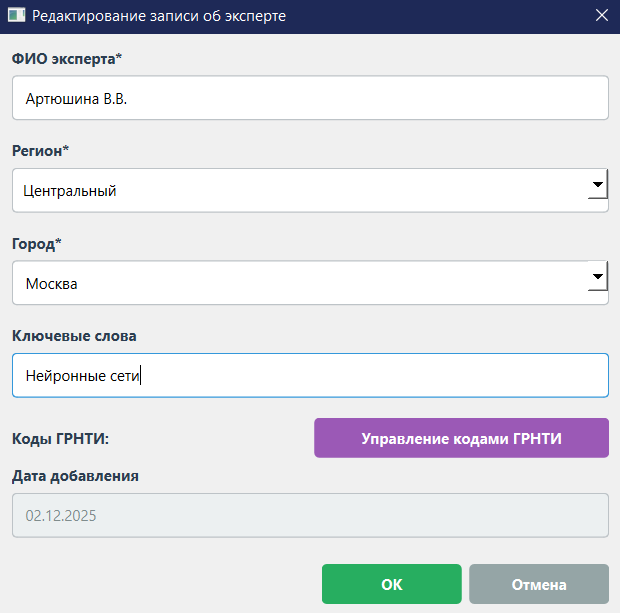 Редактирование записи об эксперте
ФИО эксперта*
Артюшина В.В.
Регион*
Центральный
Город*
Москва
Ключевые слова
Нейронные сети
Коды ГРНТИ:
Управление кодами ГРНТИ
Дата добавления
02.12.2025
ОК
Отмена